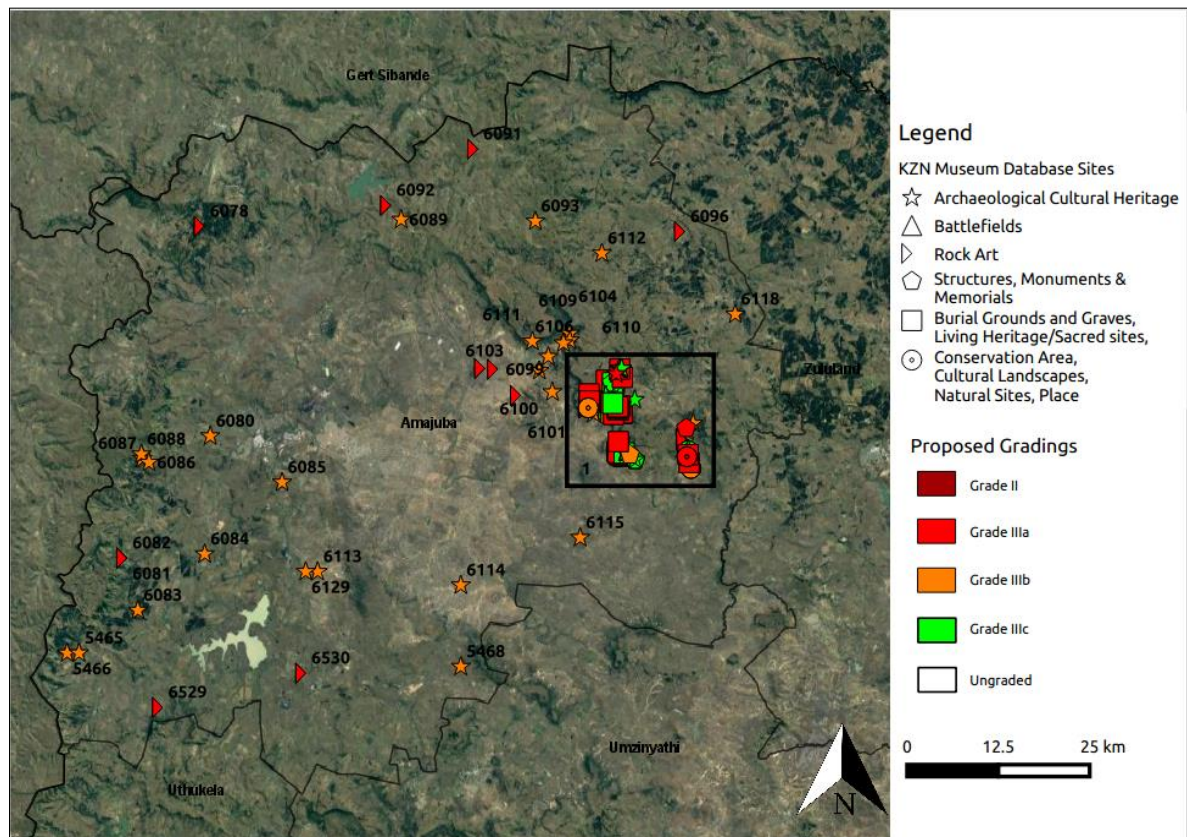 Gert Sibande
6091
6092
6078
6089
6093
6096
6112
6118
6109
6104
6111
6106
6110
6103
6099
Zululand
6100
Amajuba
6101
6080
6087
6088
6086
1
6085
6115
6082
6084
6081
6113
6114
6129
6083
5465
5466
6530
5468
6529
Umzinyathi
Uthukela
N
Legend
KZN Museum Database Sites
Archaeological Cultural Heritage
Battlefields
Rock Art
Structures, Monuments &
Memorials
Burial Grounds and Graves,
Living Heritage/Sacred sites,
Conservation Area,
Cultural Landscapes,
Natural Sites, Place
Proposed Gradings
Grade II
Grade IIIa
Grade IIIb
Grade IIIc
Ungraded
0 12.5 25 km